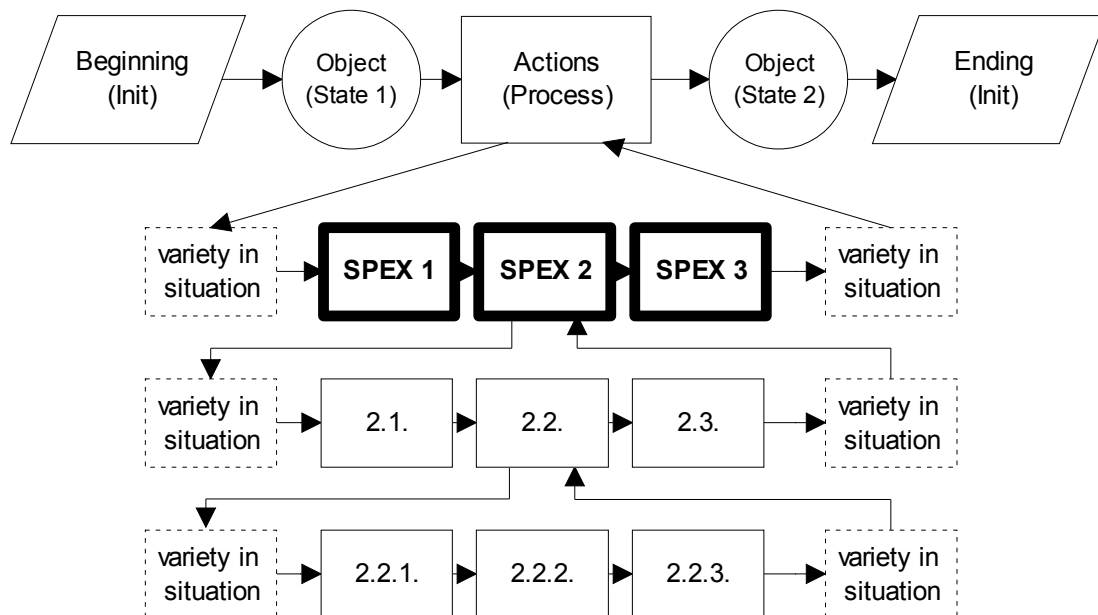 Beginning
(Init)
Object
(State 1)
Actions
(Process)
Object
(State 2)
Ending
(Init)
variety in
situation
SPEX 1
SPEX 2
SPEX 3
variety in
situation
variety in
situation
2.1.
2.2.
2.3.
variety in
situation
variety in
situation
2.2.1.
2.2.2.
2.2.3.
variety in
situation